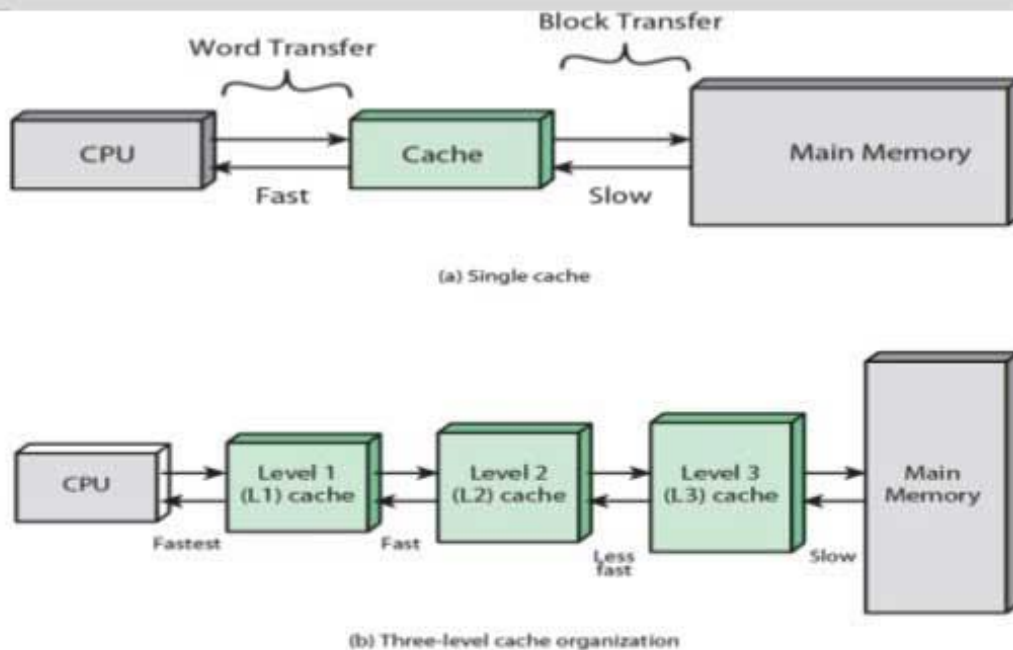 Block Transfer
Word Transfer
CPU
Cache
Main Memory
Fast
Slow
(a) Single cache
CPU
Level 1
(L1) cache
Level 2
(L2) cache
Level 3
(L3) cache
Main
Memory
Fastest
Fast
Less
fast
Slow
(b) Three-level cache organization